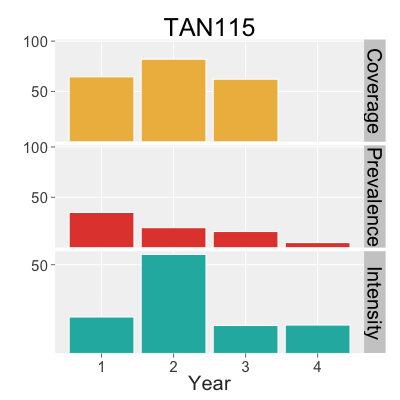 TAN115
100
50
Coverage
100
50
Prevalence
50
Intensity
1 2 3 4
Year